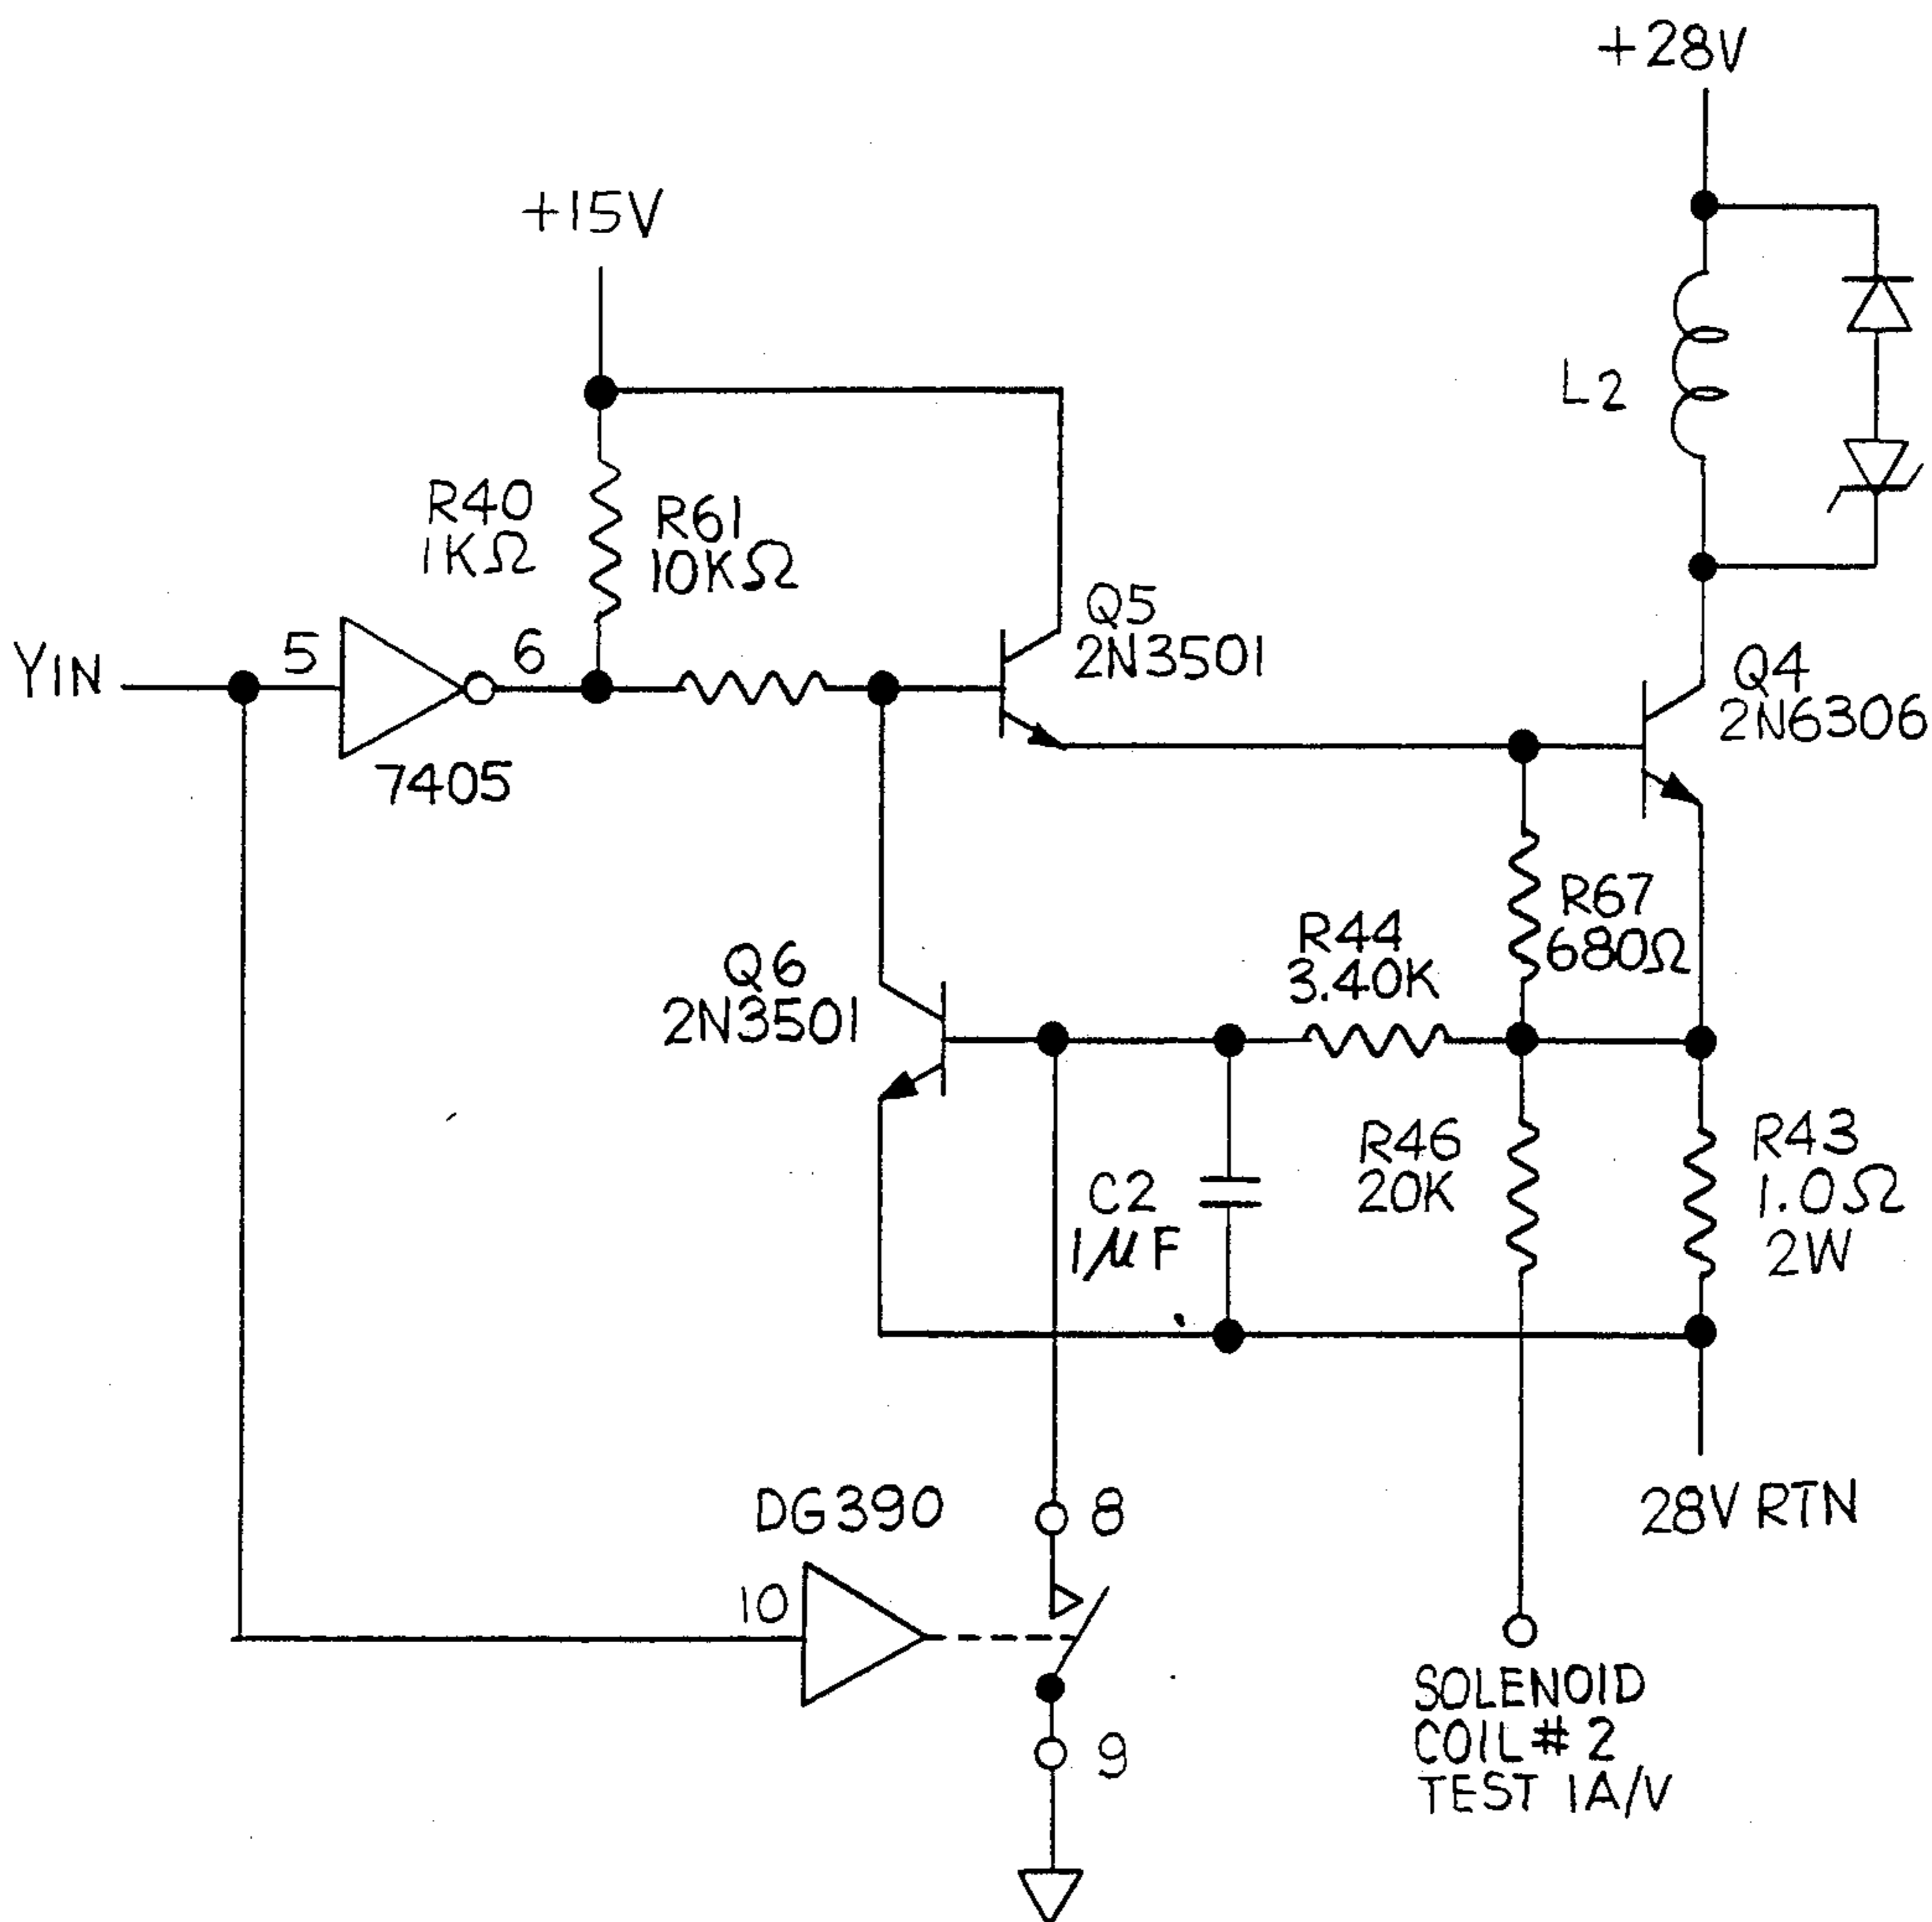 +28V
+15V
L2
R40
1KΩ
R61
10KΩ
Q5
2N3501
YIN
5
6
7405
Q4
2N6306
R67
680Ω
R44
3.40K
Q6
2N3501
R46
20K
R43
1.0Ω
2W
C2
1μF
DG390
8
28V RTN
10
9
SOLENOID
COIL # 2
TEST 1A/V